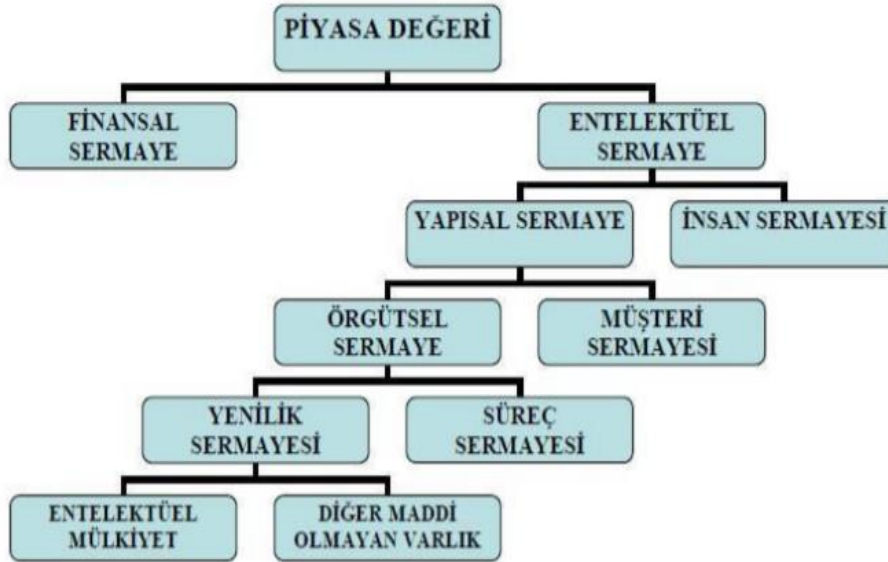 PİYASA DEĞERİ
FİNANSAL
SERMAYE
ENTELEKTÜEL
SERMAYE
YAPISAL SERMAYE
İNSAN SERMAYESİ
ÖRGÜTSEL
SERMAYE
MÜŞTERİ
SERMAYESİ
YENİLİK
SERMAYESİ
SÜREÇ
SERMAYESİ
ENTELEKTÜEL
MÜLKİYET
DİĞER MADDİ
OLMAYAN VARLIK